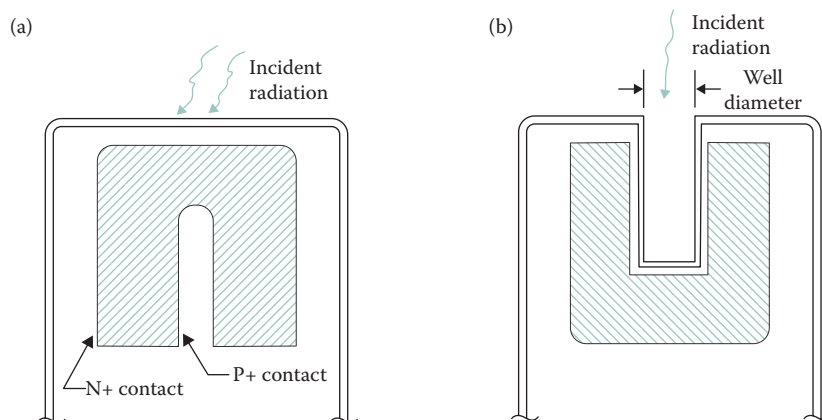 (a)
Incident
radiation
N+ contact
P+ contact
(b)
Incident
radiation
Well
diameter